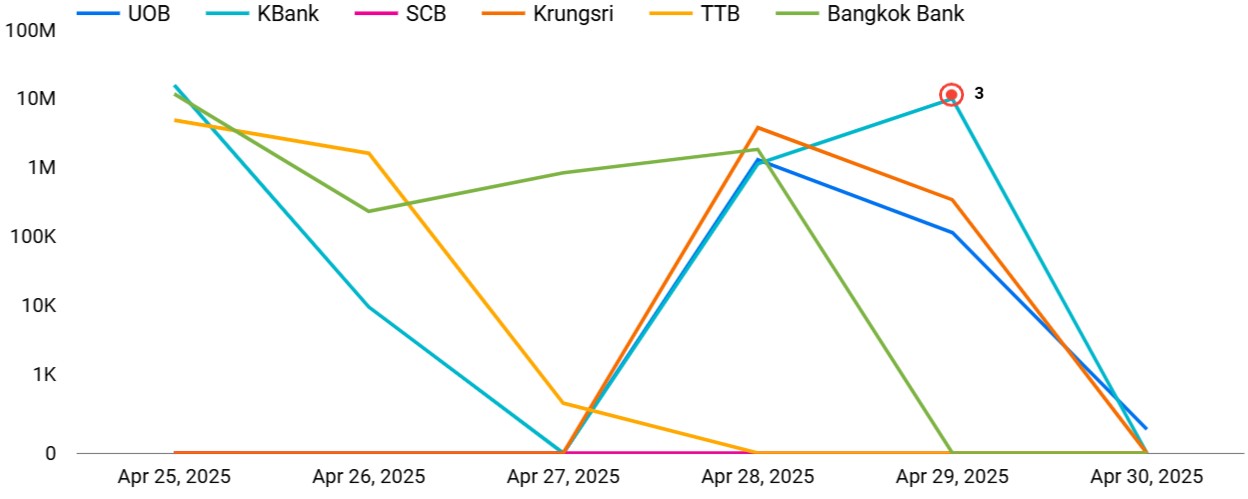 UOB KBank SCB Krungsri TTB Bangkok Bank
100M
10M
3
1M
100K
10K
1K
0
Apr 25, 2025 Apr 26, 2025 Apr 27, 2025 Apr 28, 2025 Apr 29, 2025 Apr 30, 2025